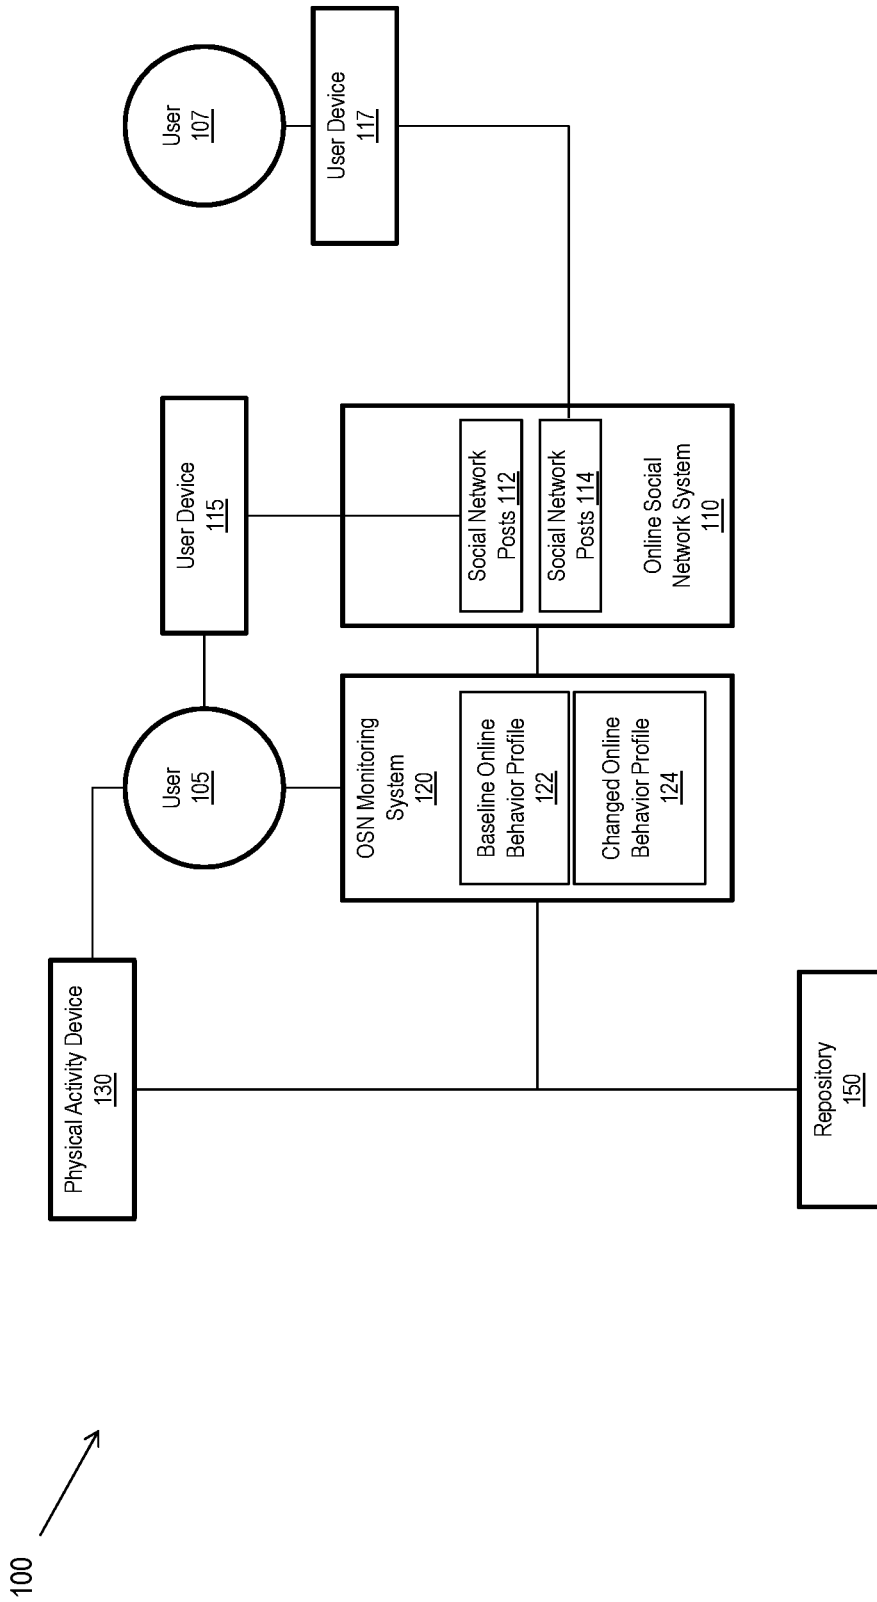 100
Physical Activity Device
130
User
105
User Device
115
User
107
User Device
117
OSN Monitoring
System
120
Baseline Online
Behavior Profile
122
Changed Online
Behavior Profile
124
Social Network
Posts 112
Social Network
Posts 114
Online Social
Network System
110
Repository
150